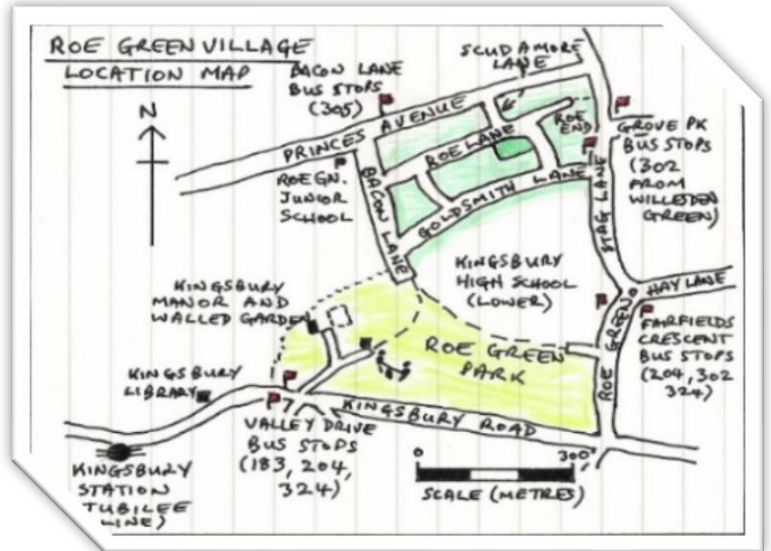 ROE GREEN VILLAGE
LOCATION MAP
N
BACON LANE
BUS STOPS
(305)
SCUDAMORE
LANE
PRINCES AVENUE
ROE GN.
JUNIOR
SCHOOL
BACON LANE
ROE LANE
ROE
END
GOLDSMITH LANE
STAG LANE
GROVE PK
BUS STOPS
(302
FROM
WILLESDEN
GREEN)
KINGSBURY
HIGH SCHOOL
(LOWER)
HAY LANE
KINGSBURY
MANOR AND
WALLED GARDEN
ROE GREEN
PARK
ROE GREEN
FAIRFIELDS
CRESCENT
BUS STOPS
(204, 302
324)
KINGSBURY
LIBRARY
KINGSBURY ROAD
VALLEY DRIVE
BUS STOPS
(183, 204,
324)
KINGSBURY
STATION
JUBILEE
LINE)
0 300'
SCALE (METRES)